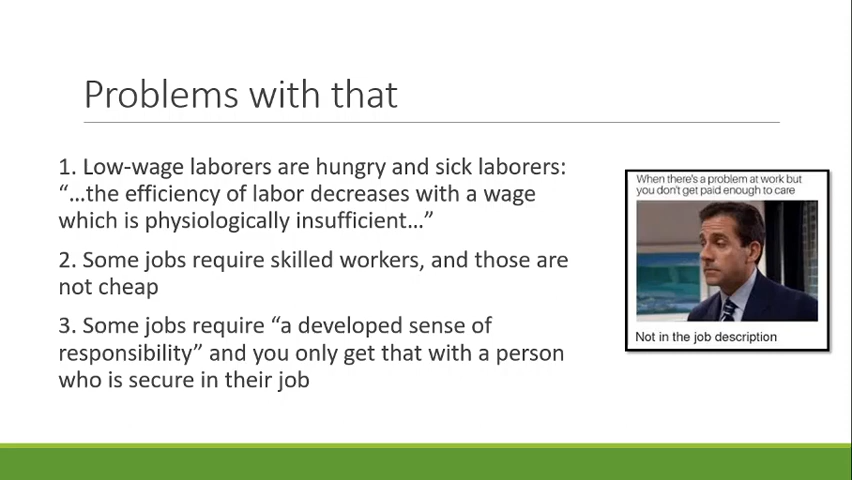 Problems with that
1. Low-wage laborers are hungry and sick laborers:
“…the efficiency of labor decreases with a wage
which is physiologically insufficient…”
2. Some jobs require skilled workers, and those are
not cheap
3. Some jobs require “a developed sense of
responsibility” and you only get that with a person
who is secure in their job
When there's a problem at work but
you don't get paid enough to care
Not in the job description